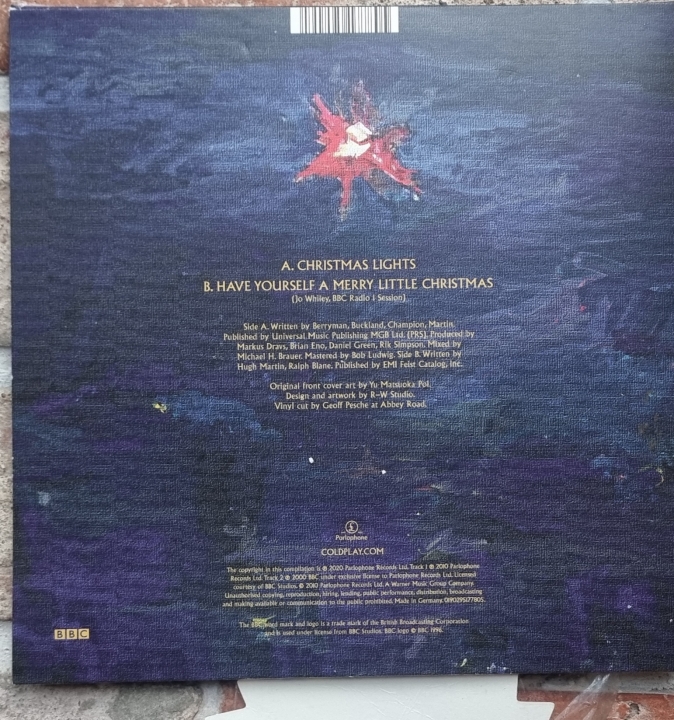 A. CHRISTMAS LIGHTS
B. HAVE YOURSELF A MERRY LITTLE CHRISTMAS
(Jo Whiley, BBC Radio 1 Session)
Side A. Written by Berryman, Buckland, Champion, Martin.
Published by Universal Music Publishing MGB Ltd. (PRS). Produced by
Markus Dravs, Brian Eno, Daniel Green, Rik Simpson. Mixed by
Michael H. Brauer. Mastered by Bob Ludwig. Side B. Written by
Hugh Martin, Ralph Blane. Published by EMI Feist Catalog, Inc.
Original front cover art by Yu Matsuoka Pol.
Design and artwork by R-W Studio.
Vinyl cut by Geoff Pesche at Abbey Road.
£
Parlophone
COLDPLAY.COM
The copyright in this compilation is ℗ 2020 Parlophone Records Ltd. Track 1 ℗ 2010 Parlophone
Records Ltd. Track 2 ℗ 2000 BBC under exclusive license to Parlophone Records Ltd. Licensed
courtesy of BBC Studios. © 2010 Parlophone Records Ltd. A Warner Music Group Company.
Unauthorised copying, reproduction, hiring, lending, public performance, distribution, broadcasting
and making available or communication to the public prohibited. Made in Germany. 0190295177805.
The BBC word mark and logo is a trade mark of the British Broadcasting Corporation
and is used under license from BBC Studios. BBC logo © BBC 1996.
BBC